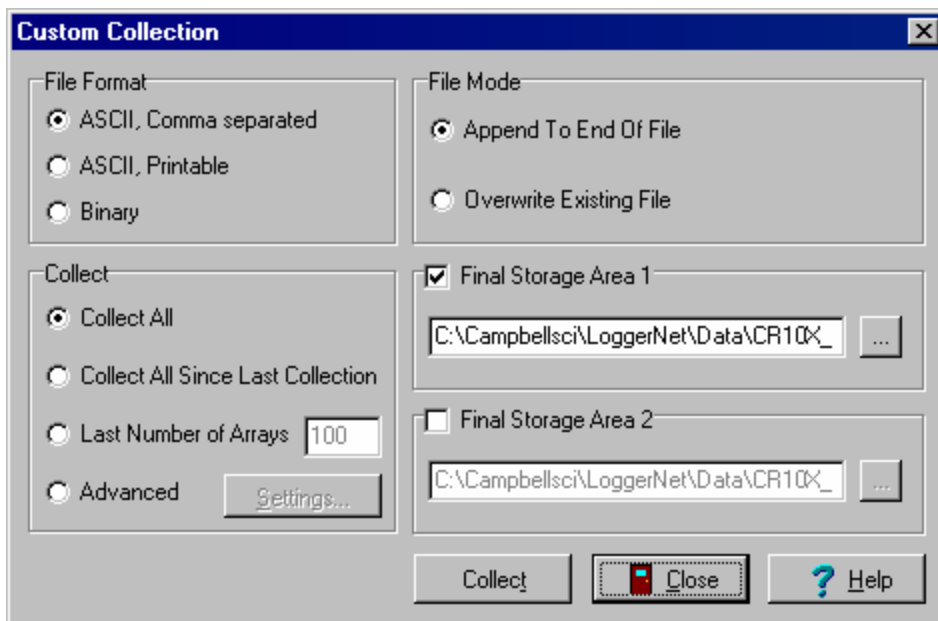 Custom Collection
File Format
ASCII, Comma separated
ASCII, Printable
Binary
File Mode
Append To End Of File
Overwrite Existing File
Collect
Collect All
Collect All Since Last Collection
Last Number of Arrays 100
Advanced Settings...
Final Storage Area 1
C:\Campbellsci\LoggerNet\Data\CR10X_ ...
Final Storage Area 2
C:\Campbellsci\LoggerNet\Data\CR10X_ ...
Collect Close ? Help